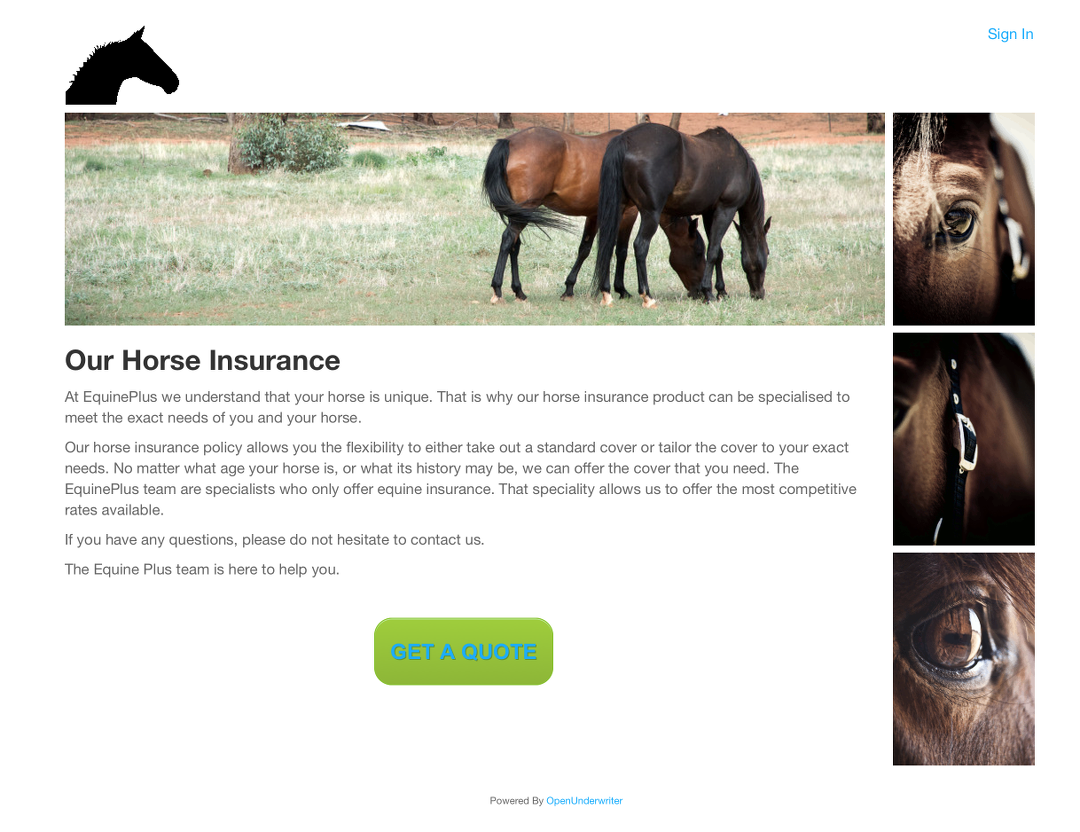 Sign In
Our Horse Insurance
At EquinePlus we understand that your horse is unique. That is why our horse insurance product can be specialised to
meet the exact needs of you and your horse.
Our horse insurance policy allows you the flexibility to either take out a standard cover or tailor the cover to your exact
needs. No matter what age your horse is, or what its history may be, we can offer the cover that you need. The
EquinePlus team are specialists who only offer equine insurance. That speciality allows us to offer the most competitive
rates available.
If you have any questions, please do not hesitate to contact us.
The Equine Plus team is here to help you.
GET A QUOTE
Powered By OpenUnderwriter